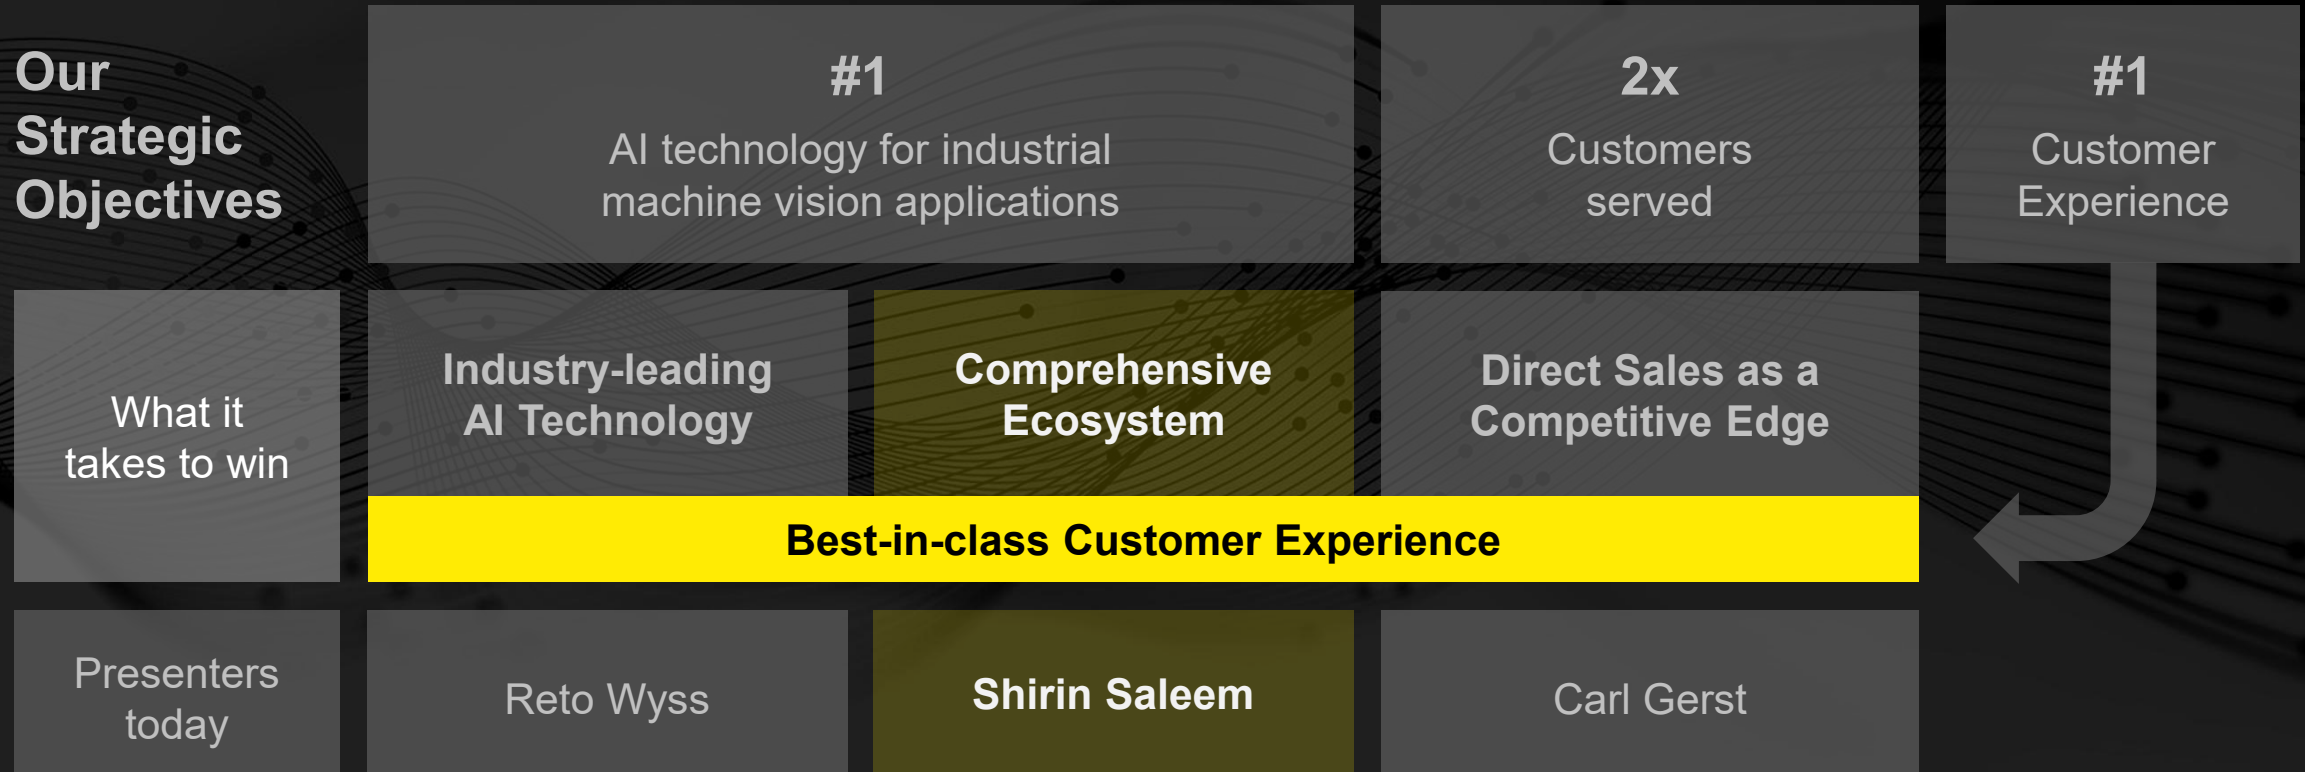 Our
Strategic
Objectives
#1
AI technology for industrial
machine vision applications
2x
Customers
served
#1
Customer
Experience
What it
takes to win
Industry-leading
AI Technology
Comprehensive
Ecosystem
Direct Sales as a
Competitive Edge
Best-in-class Customer Experience
Presenters
today
Reto Wyss
Shirin Saleem
Carl Gerst